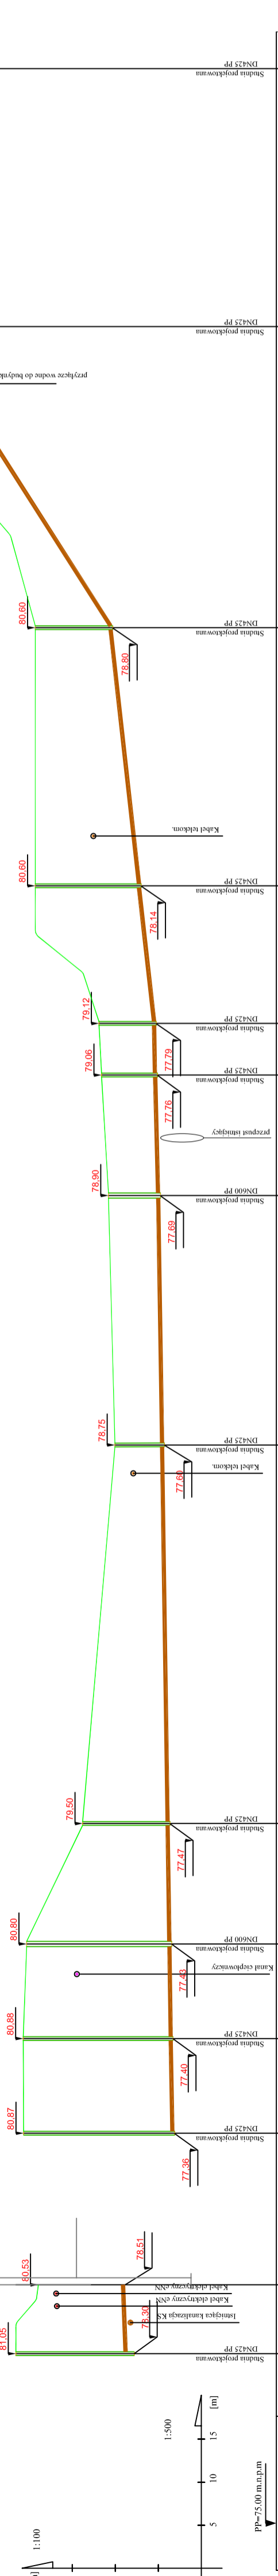 DN425 PP
Studnia projektowana
DN425 PP
Studnia projektowana
przyłącze wodne do budynk
80,60
78,80
DN425 PP
Studnia projektowana
Kabel telekom.
80,60
78,14
DN425 PP
Studnia projektowana
79,12
77,79
DN425 PP
Studnia projektowana
79,06
77,76
DN425 PP
Studnia projektowana
przepust istniejący
78,90
77,69
DN600 PP
Studnia projektowana
78,75
77,60
DN425 PP
Studnia projektowana
Kabel telekom.
79,50
77,47
DN425 PP
Studnia projektowana
80,80
77,43
DN600 PP
Studnia projektowana
Kanał ciepłowniczy
80,88
77,40
DN425 PP
Studnia projektowana
80,87
77,36
DN425 PP
Studnia projektowana
80,53
78,51
Kabel elektryczny eNN
Kabel elektryczny eNN
Istniejąca kanalizacja KS
81,05
78,30
DN425 PP
Studnia projektowana
1:500
[m]
15
10
5
1:100
PP=75.00 m.n.p.m